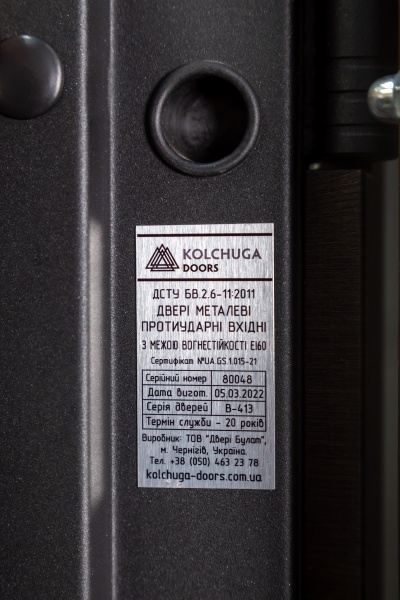 KOLCHUGA
DOORS
ДСТУ Б В.2.6-11:2011
ДВЕРІ МЕТАЛЕВІ
ПРОТИУДАРНІ ВХІДНІ
З МЕЖОЮ ВОГНЕСТІЙКОСТІ ЕІ60
Сертифікат №UA.GS.1.015-21
Серійний номер 80048
Дата вигот. 05.03.2022
Серія дверей В-413
Термін служби - 20 років
Виробник: ТОВ "Двері Булат",
м. Чернігів, Україна.
Тел. +38 (050) 463 23 78
kolchuga-doors.com.ua